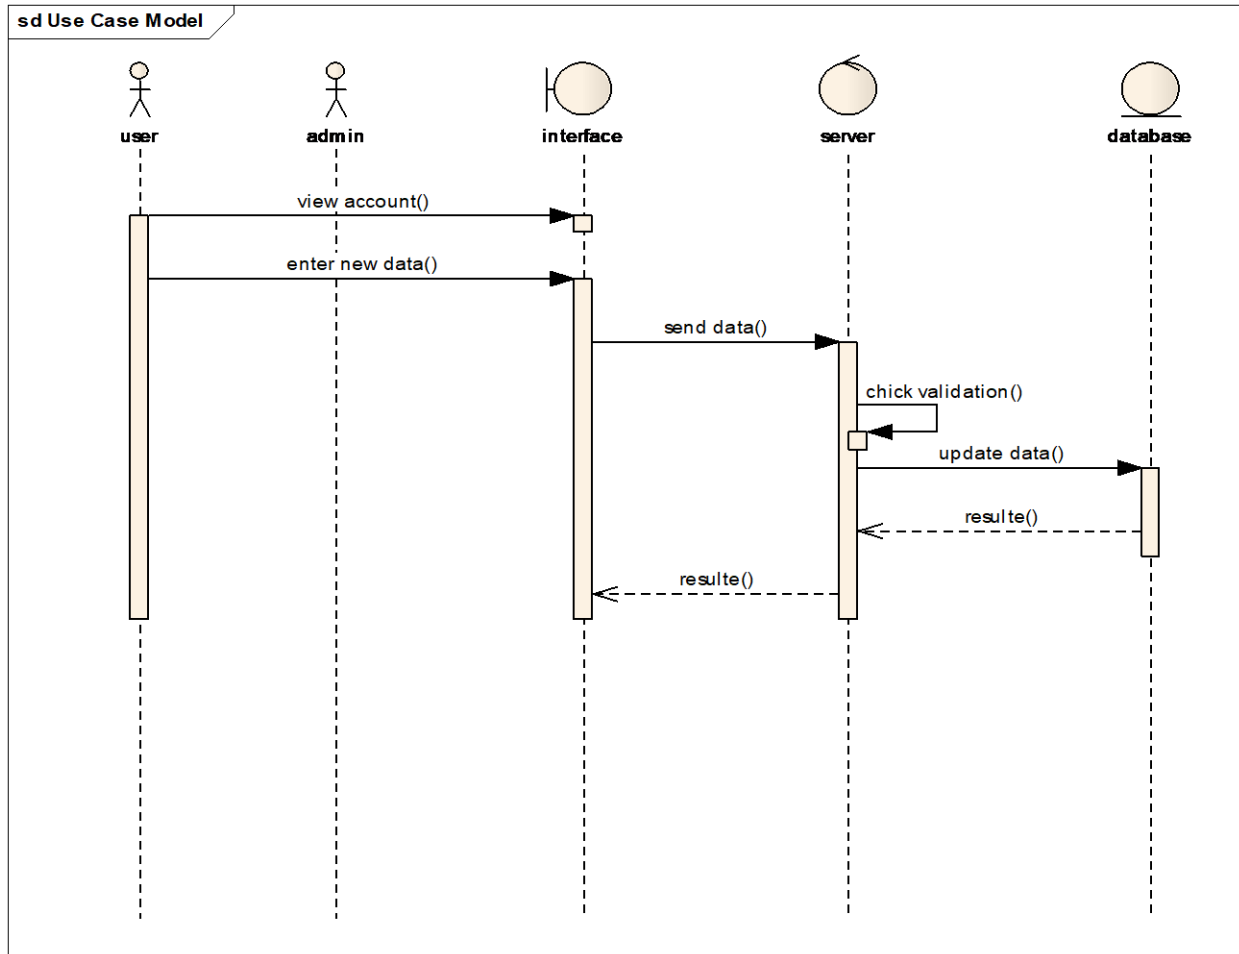 sd Use Case Model
user
admin
interface
server
database
view account()
enter new data()
send data()
chick validation()
update data()
resulte()
resulte()